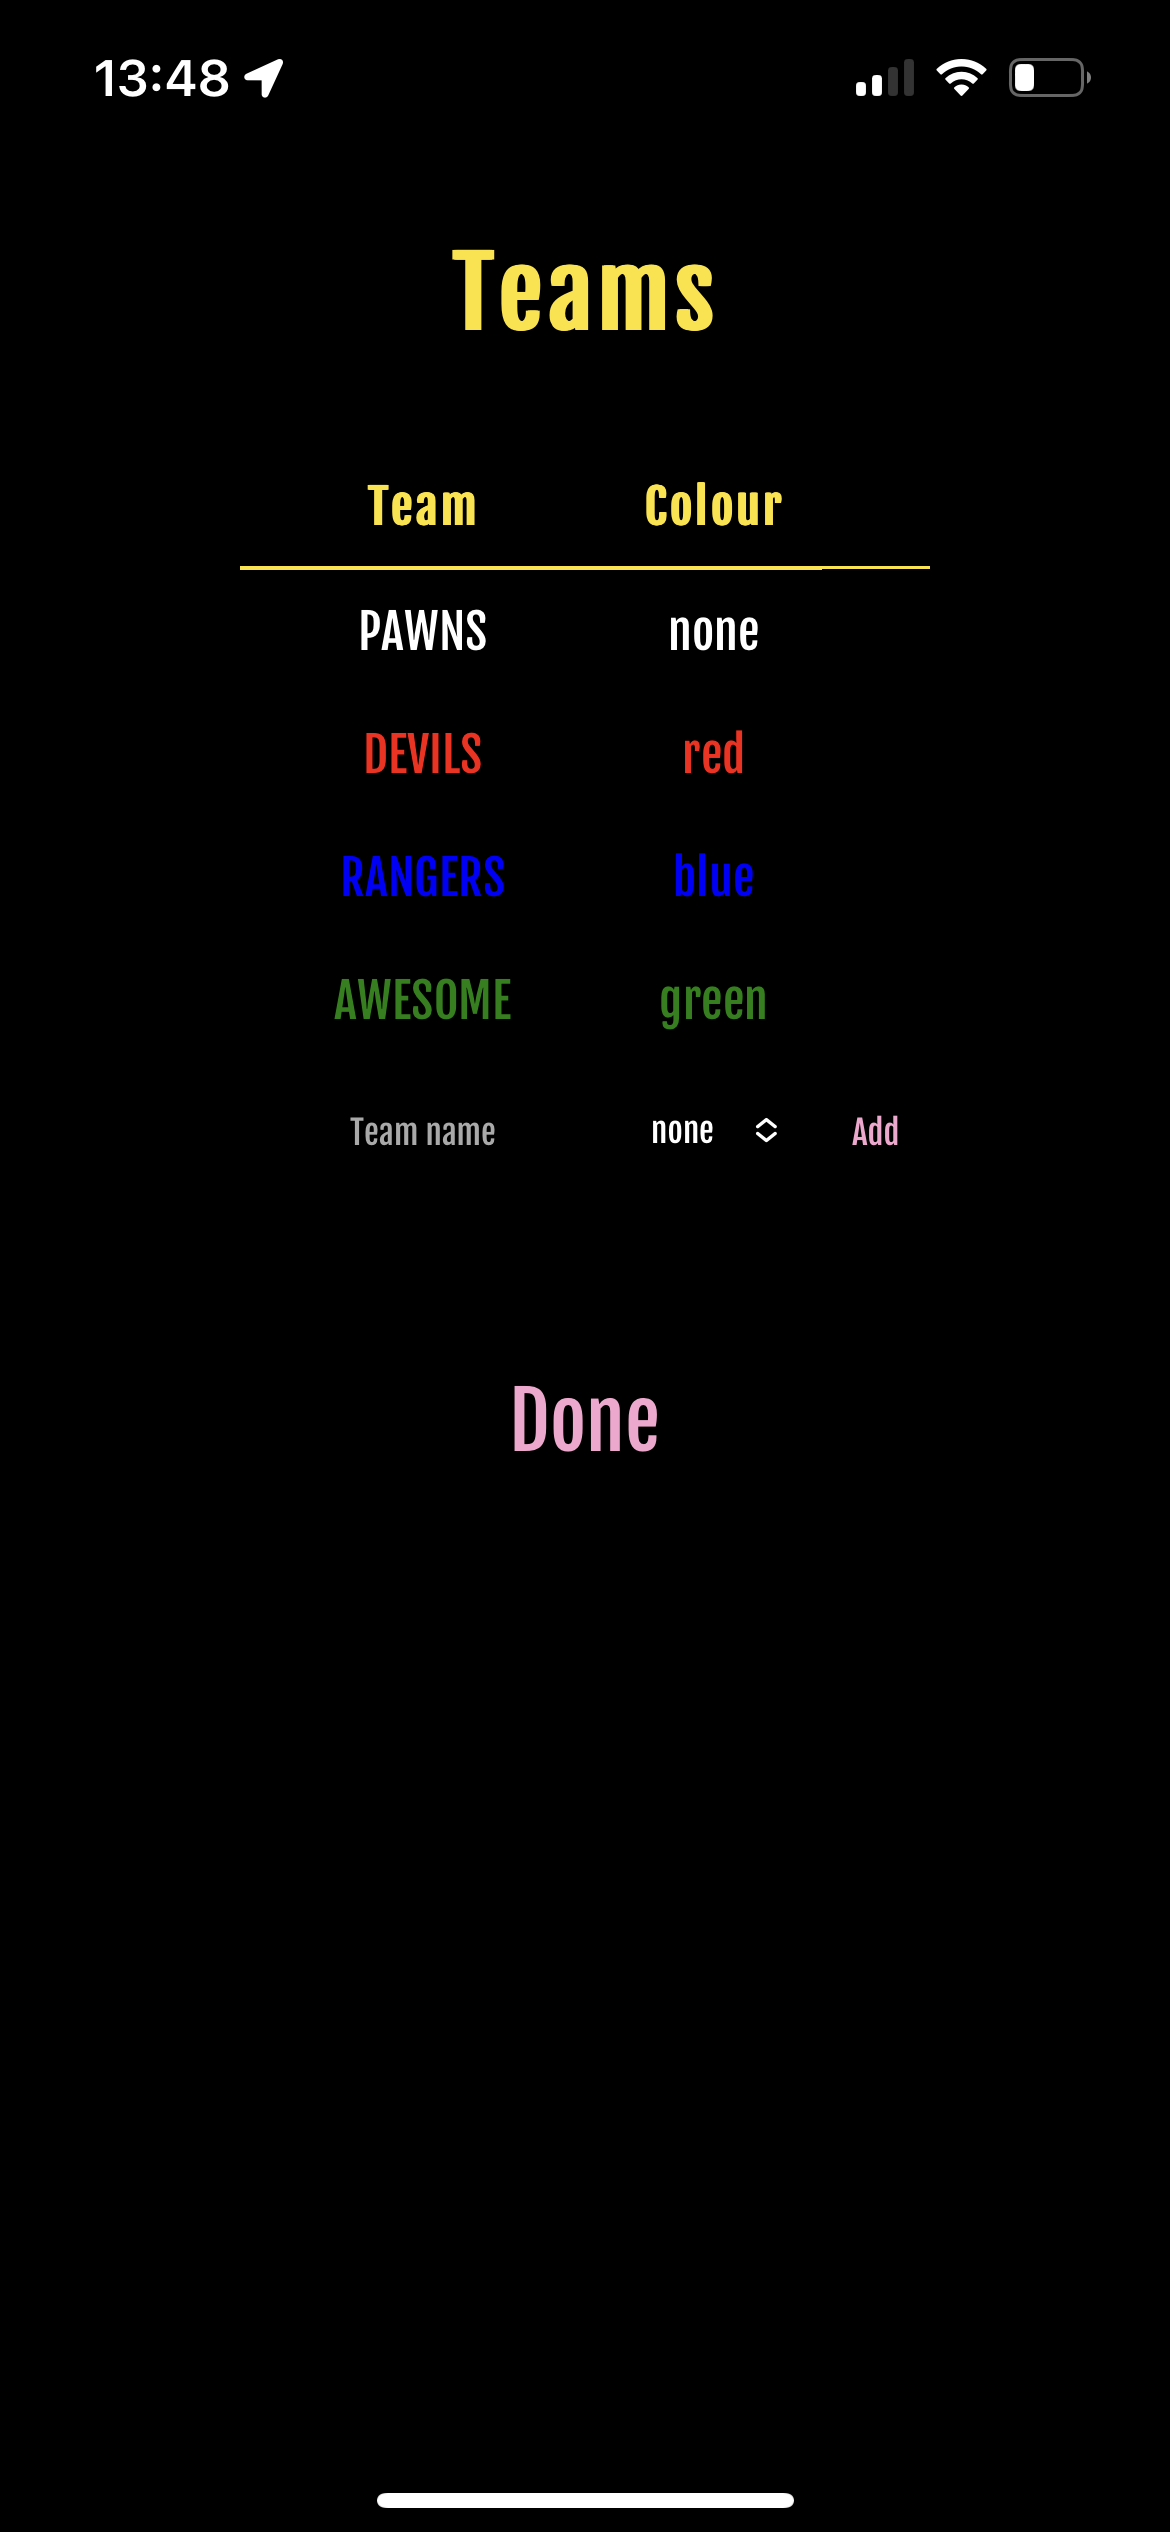 13:48
Teams
Team Colour
PAWNS none
DEVILS red
RANGERS blue
AWESOME green
Team name none Add
Done